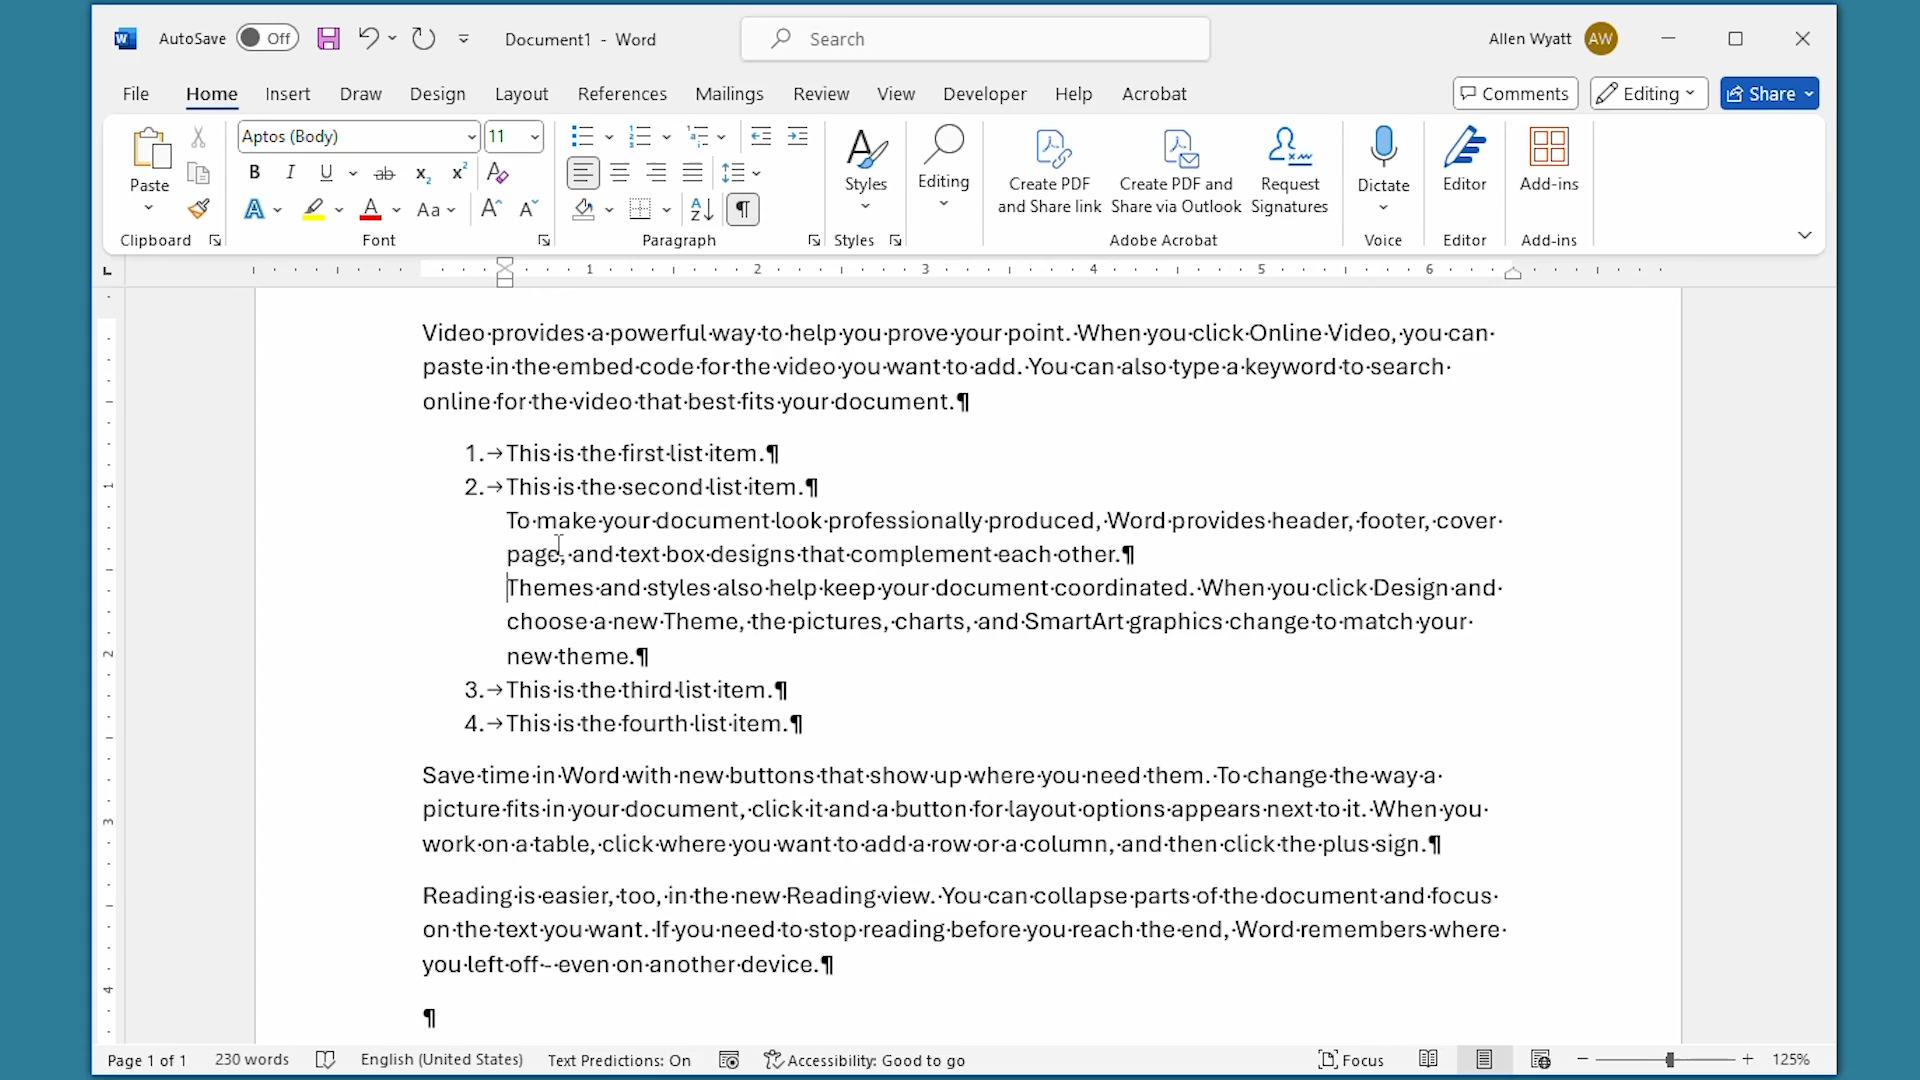 AutoSave Off Document1 - Word Search Allen Wyatt AW
File Home Insert Draw Design Layout References Mailings Review View Developer Help Acrobat Comments Editing Share
Paste
Clipboard
Aptos (Body) 11
Font
Paragraph
Styles
Styles
Editing
Create PDF
and Share link
Create PDF and
Share via Outlook
Request
Signatures
Adobe Acrobat
Dictate
Voice
Editor
Editor
Add-ins
Add-ins
1 2 3 4 5 6
Video·provides·a·powerful·way·to·help·you·prove·your·point.·When·you·click·Online·Video,·you·can·
paste·in·the·embed·code·for·the·video·you·want·to·add.·You·can·also·type·a·keyword·to·search·
online·for·the·video·that·best·fits·your·document.¶
1.→This·is·the·first·list·item.¶
2.→This·is·the·second·list·item.¶
To·make·your·document·look·professionally·produced,·Word·provides·header,·footer,·cover·
page,·and·text·box·designs·that·complement·each·other.¶
Themes·and·styles·also·help·keep·your·document·coordinated.·When·you·click·Design·and·
choose·a·new·Theme,·the·pictures,·charts,·and·SmartArt·graphics·change·to·match·your·
new·theme.¶
3.→This·is·the·third·list·item.¶
4.→This·is·the·fourth·list·item.¶
Save·time·in·Word·with·new·buttons·that·show·up·where·you·need·them.·To·change·the·way·a·
picture·fits·in·your·document,·click·it·and·a·button·for·layout·options·appears·next·to·it.·When·you·
work·on·a·table,·click·where·you·want·to·add·a·row·or·a·column,·and·then·click·the·plus·sign.¶
Reading·is·easier,·too,·in·the·new·Reading·view.·You·can·collapse·parts·of·the·document·and·focus·
on·the·text·you·want.·If·you·need·to·stop·reading·before·you·reach·the·end,·Word·remembers·where·
you·left·off·-·even·on·another·device.¶
¶
1
2
3
4
Page 1 of 1 230 words English (United States) Text Predictions: On Accessibility: Good to go Focus 125%